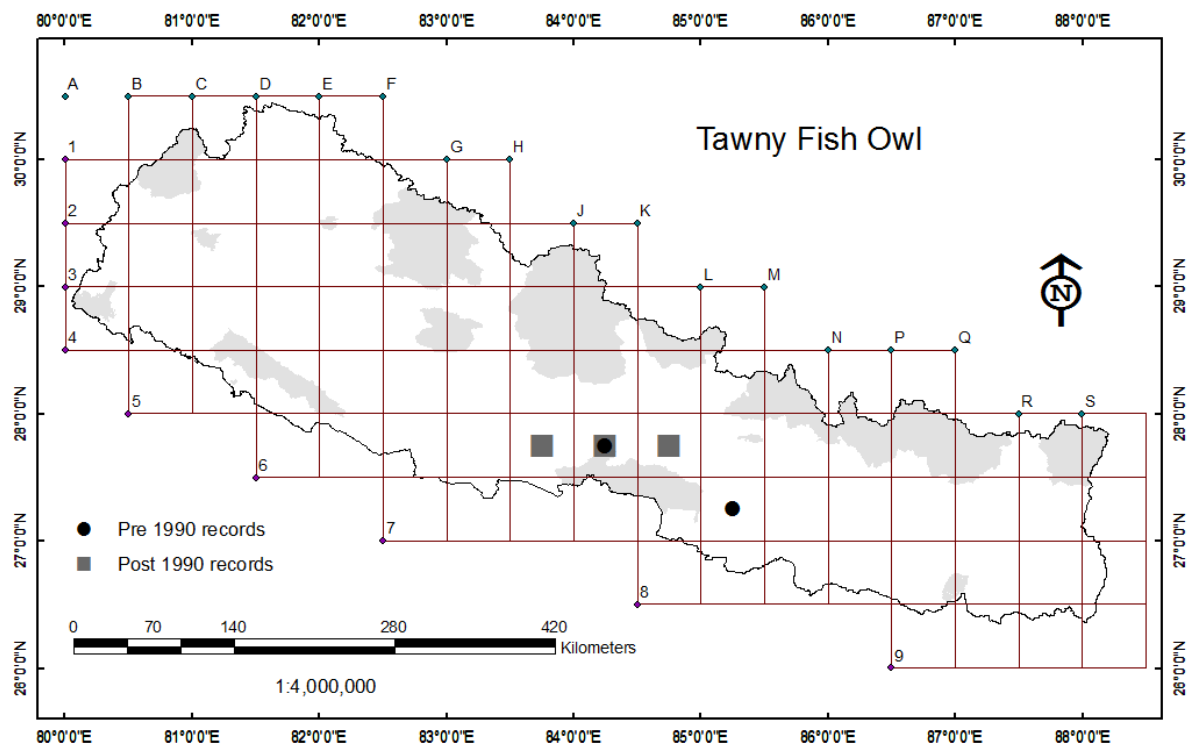 80°0'0"E 81°0'0"E 82°0'0"E 83°0'0"E 84°0'0"E 85°0'0"E 86°0'0"E 87°0'0"E 88°0'0"E
A B C D E F
Tawny Fish Owl
30°0'0"N 1 G H 30°0'0"N
2 J K
29°0'0"N 3 L M 29°0'0"N
N
4 N P Q
28°0'0"N 5 R S 28°0'0"N
6
Pre 1990 records
27°0'0"N 7 27°0'0"N
Post 1990 records
8
0 70 140 280 420
Kilometers
26°0'0"N 9 26°0'0"N
1:4,000,000
80°0'0"E 81°0'0"E 82°0'0"E 83°0'0"E 84°0'0"E 85°0'0"E 86°0'0"E 87°0'0"E 88°0'0"E